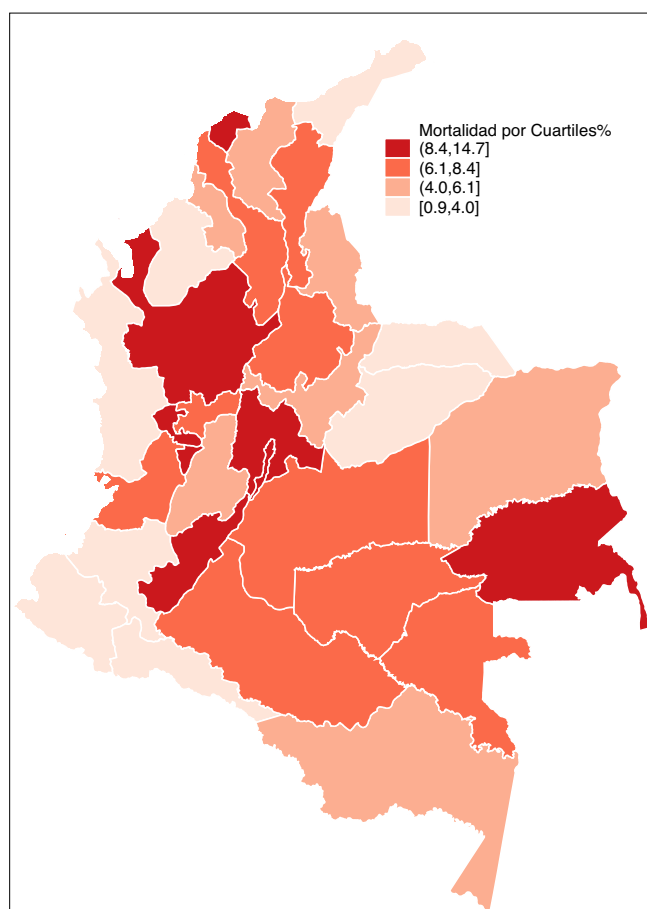 Mortalidad por Cuartiles%
(8.4,14.7]
(6.1,8.4]
(4.0,6.1]
[0.9,4.0]